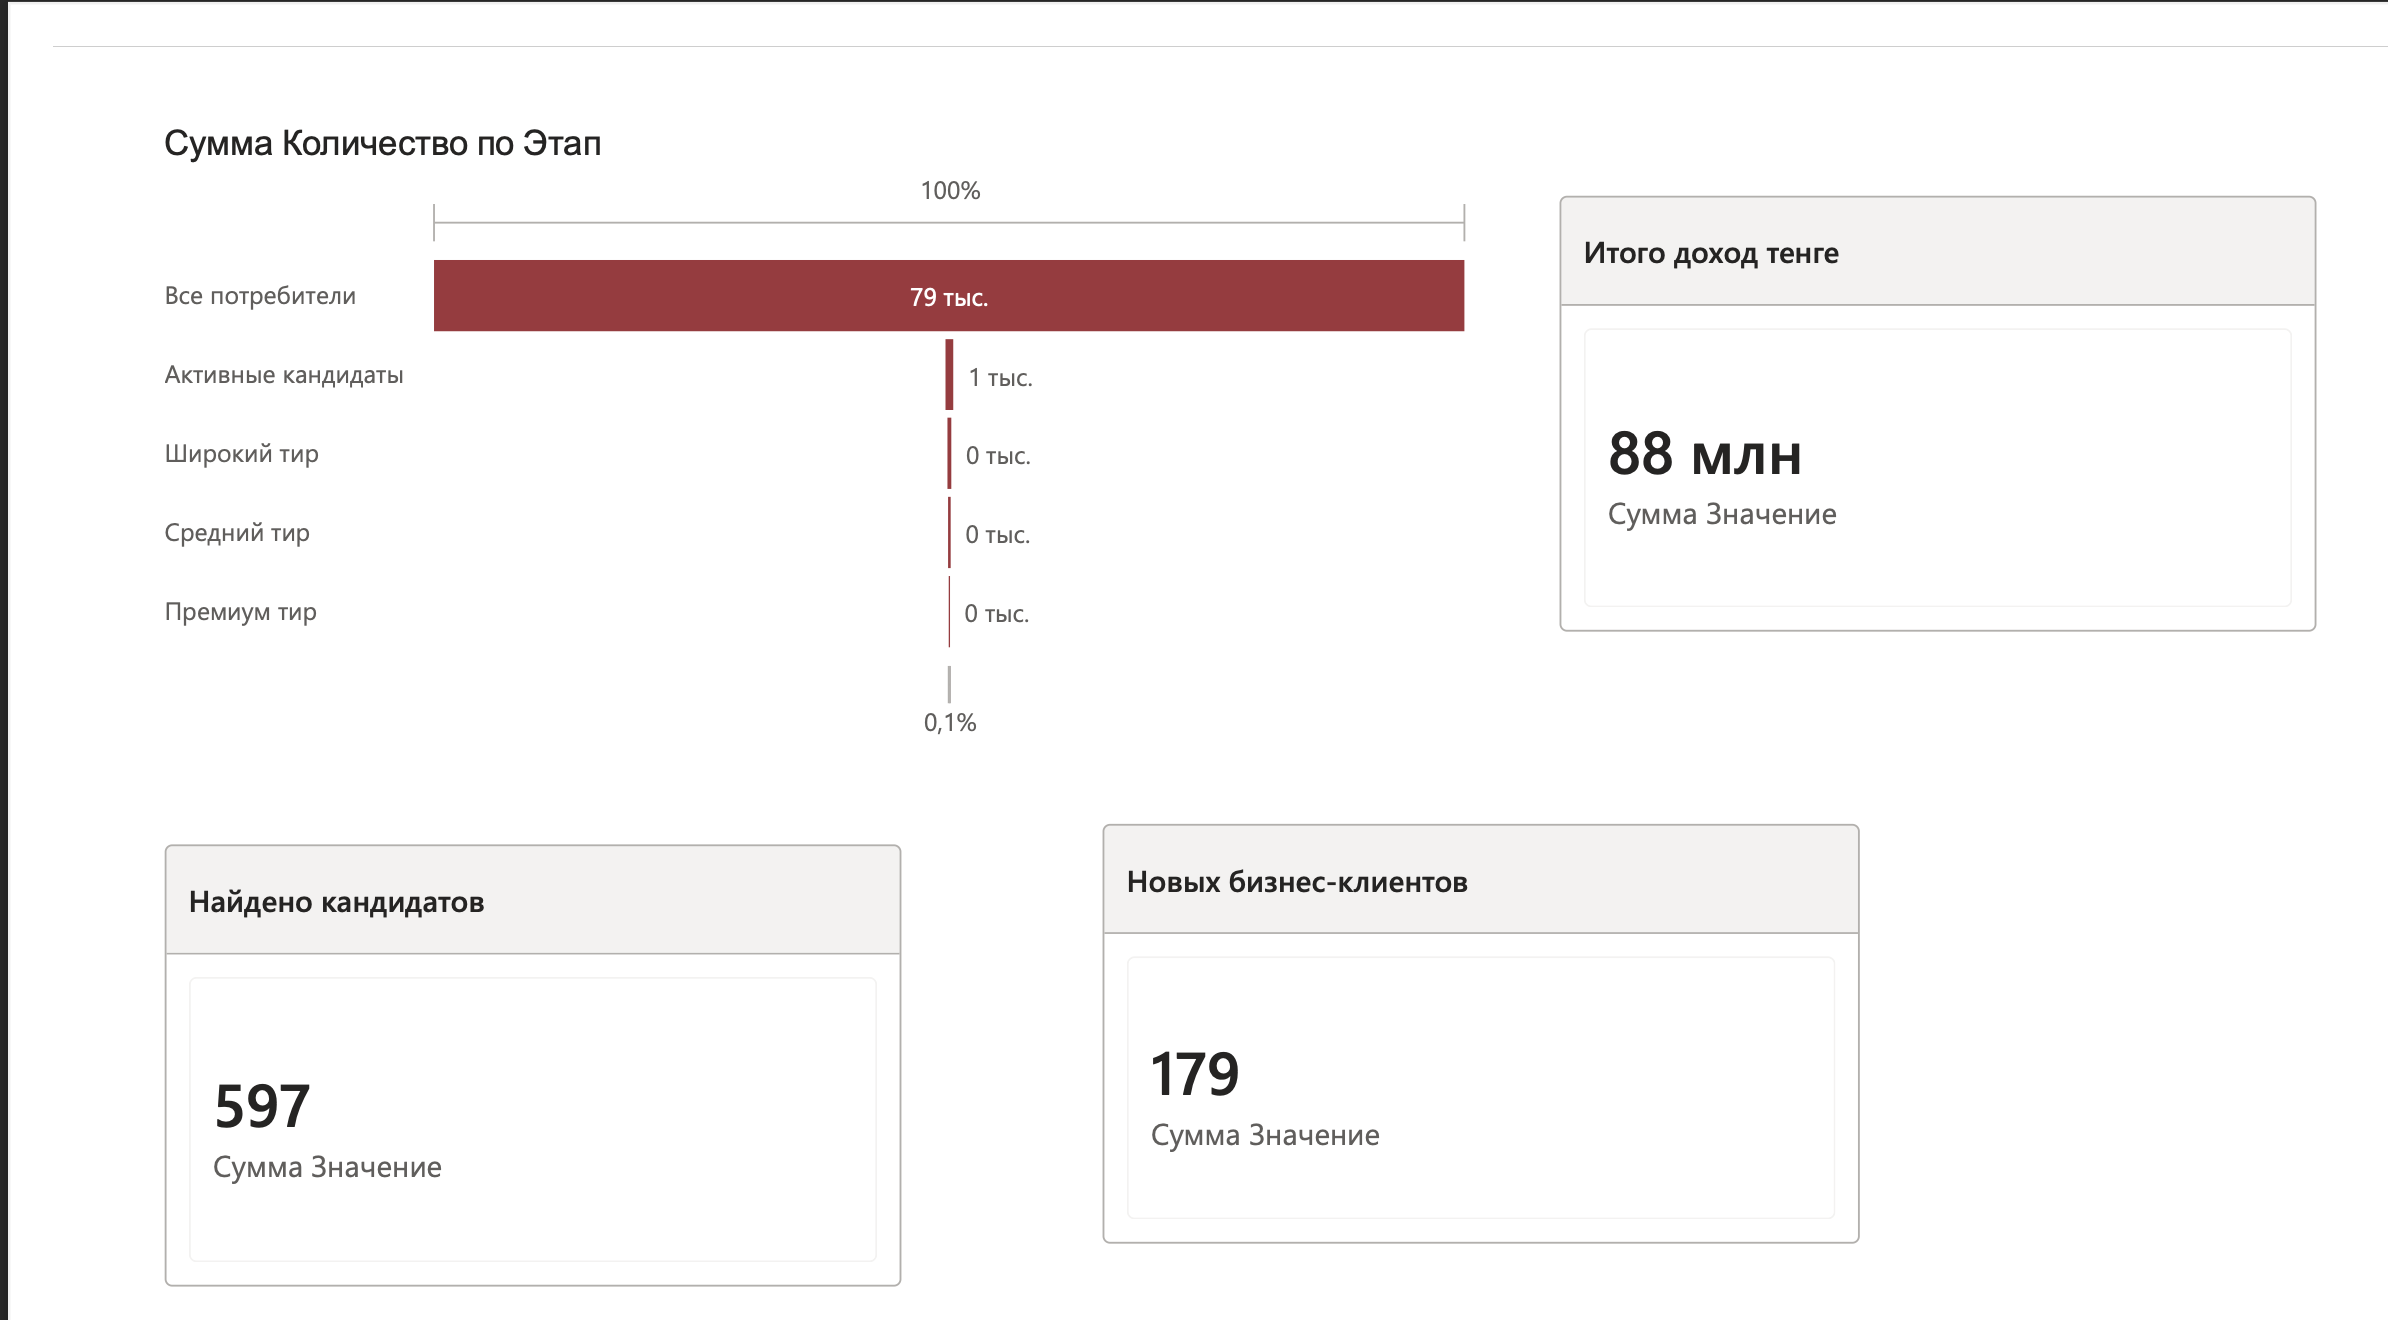 Сумма Количество по Этап
100%
Все потребители
79 тыс.
Активные кандидаты
1 тыс.
Широкий тир
0 тыс.
Средний тир
0 тыс.
Премиум тир
0 тыс.
0,1%
Итого доход тенге
88 млн
Сумма Значение
Найдено кандидатов
597
Сумма Значение
Новых бизнес-клиентов
179
Сумма Значение